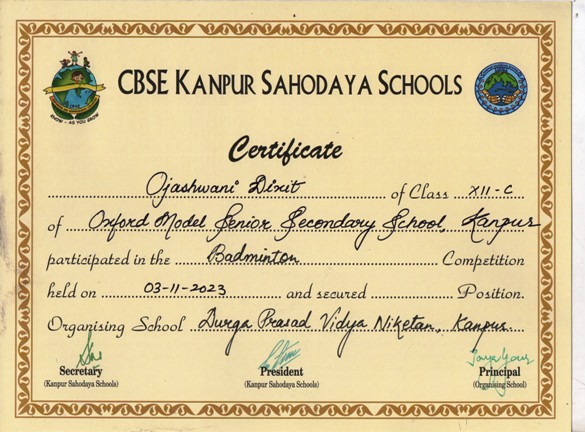 CBSE KANPUR SAHODAYA SCHOOLS
KNOW - AS YOU GROW
Certificate
Ojashwani Dixit of Class XII-C
of Oxford Model Senior Secondary School, Kanpur
participated in the Badminton Competition
held on 03-11-2023 and secured Position.
Organising School Durga Prasad Vidya Niketan, Kanpur.
Secretary President Principal
(Kanpur Sahodaya Schools) (Kanpur Sahodaya Schools) (Organising School)